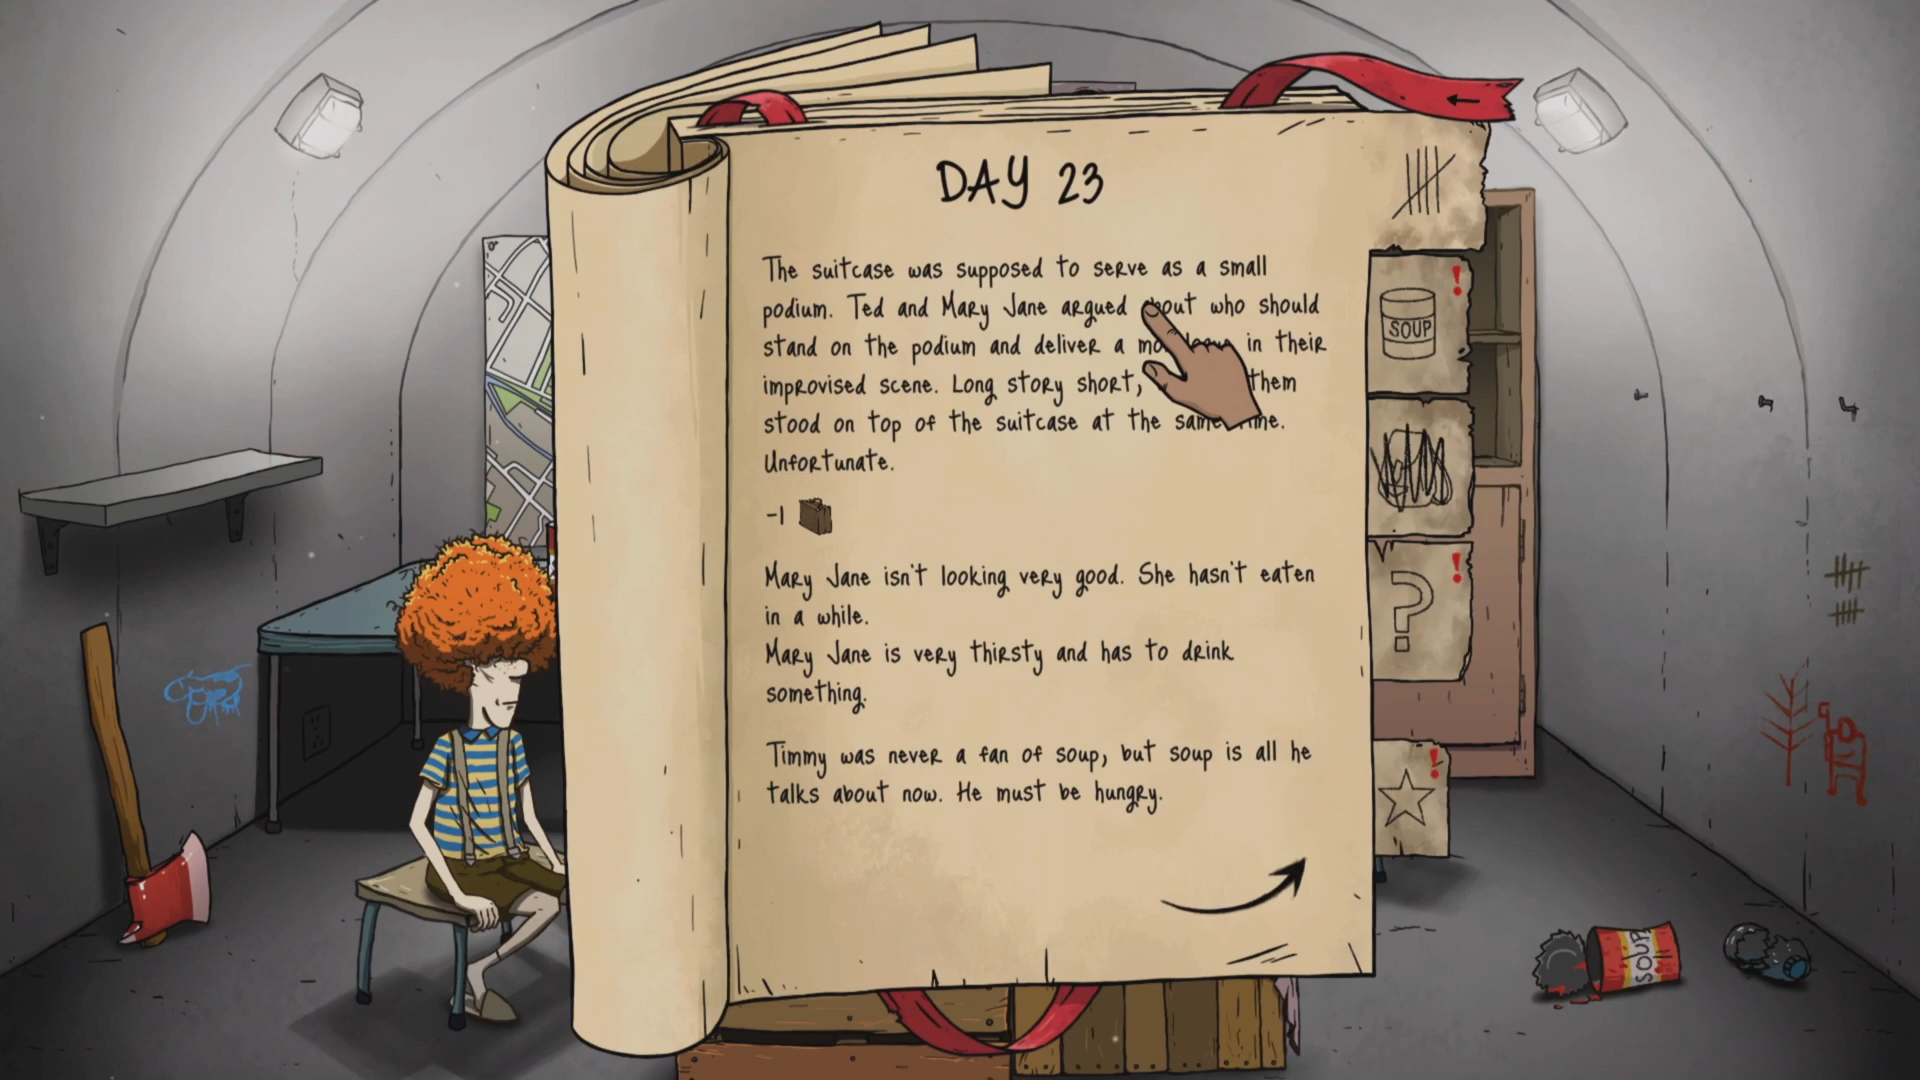 DAY 23
The suitcase was supposed to serve as a small
podium. Ted and Mary Jane argued about who should
stand on the podium and deliver a in their
improvised scene. Long story short, them
stood on top of the suitcase at the same time.
Unfortunate.
-1
Mary Jane isn't looking very good. She hasn't eaten
in a while.
Mary Jane is very thirsty and has to drink
something.
Timmy was never a fan of soup, but soup is all he
talks about now. He must be hungry.
SOUP
!
?
!
!
SOUP